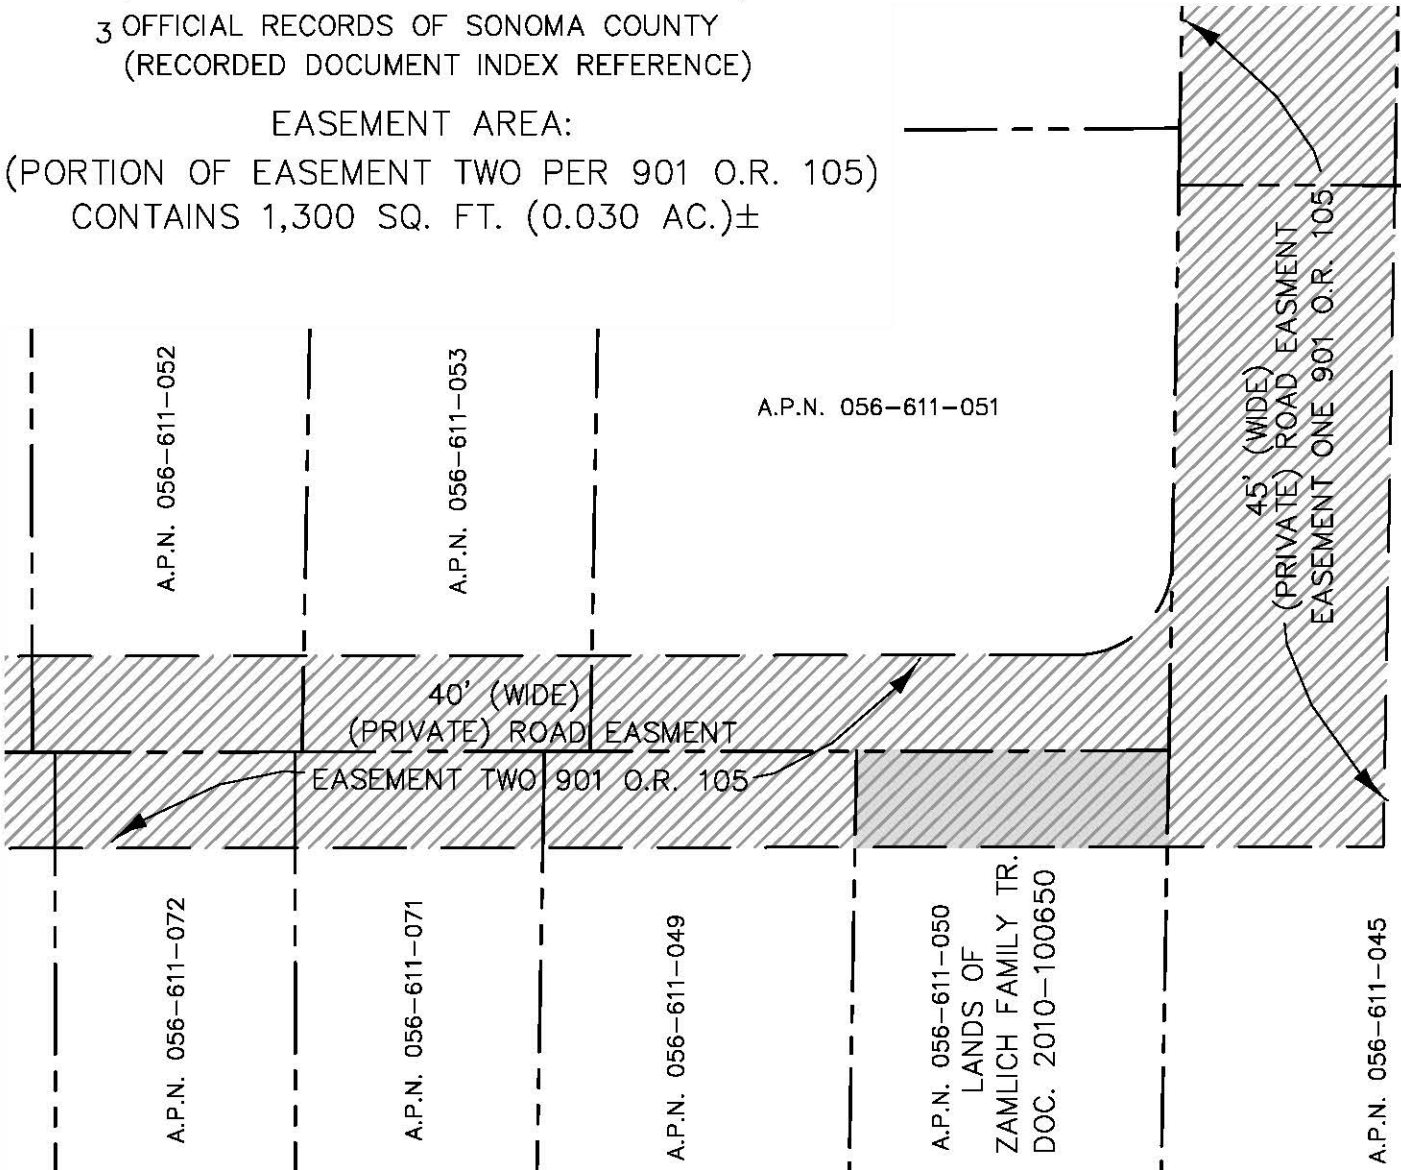 3 OFFICIAL RECORDS OF SONOMA COUNTY
(RECORDED DOCUMENT INDEX REFERENCE)
EASEMENT AREA:
(PORTION OF EASEMENT TWO PER 901 O.R. 105)
CONTAINS 1,300 SQ. FT. (0.030 AC.)±
A.P.N. 056-611-052
A.P.N. 056-611-053
A.P.N. 056-611-051
45' (WIDE)
(PRIVATE) ROAD EASMENT
EASEMENT ONE 901 O.R. 105
40' (WIDE)
(PRIVATE) ROAD EASMENT
EASEMENT TWO 901 O.R. 105
A.P.N. 056-611-072
A.P.N. 056-611-071
A.P.N. 056-611-049
A.P.N. 056-611-050
LANDS OF
ZAMLICH FAMILY TR.
DOC. 2010-100650
A.P.N. 056-611-045